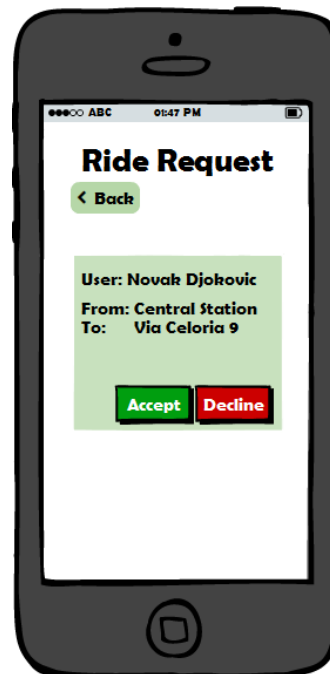 ABC 01:47 PM
Ride Request
< Back
User: Novak Djokovic
From: Central Station
To: Via Celoria 9
Accept Decline